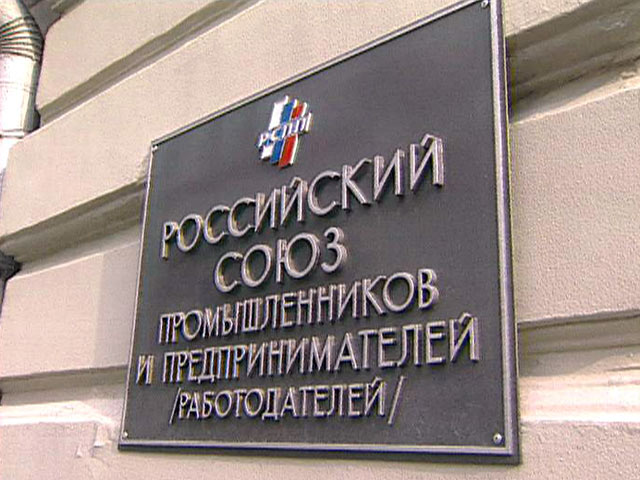 РСПП
РОССИЙСКИЙ
СОЮЗ
ПРОМЫШЛЕННИКОВ
И ПРЕДПРИНИМАТЕЛЕЙ
/РАБОТОДАТЕЛЕЙ/